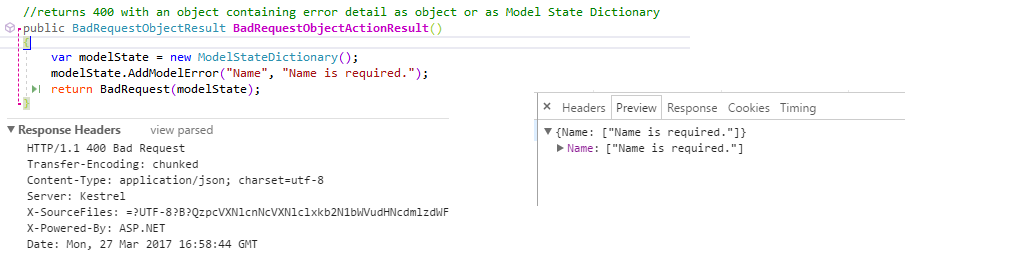 //returns 400 with an object containing error detail as object or as Model State Dictionary
public BadRequestObjectResult BadRequestObjectActionResult()
{
var modelState = new ModelStateDictionary();
modelState.AddModelError("Name", "Name is required.");
return BadRequest(modelState);
}
Response Headers view parsed
HTTP/1.1 400 Bad Request
Transfer-Encoding: chunked
Content-Type: application/json; charset=utf-8
Server: Kestrel
X-SourceFiles: =?UTF-8?B?QzpcVXNlcnNcVXNlclxkb2N1bWVudHNcdmlzdWF
X-Powered-By: ASP.NET
Date: Mon, 27 Mar 2017 16:58:44 GMT
× Headers Preview Response Cookies Timing
{Name: ["Name is required."]}
Name: ["Name is required."]